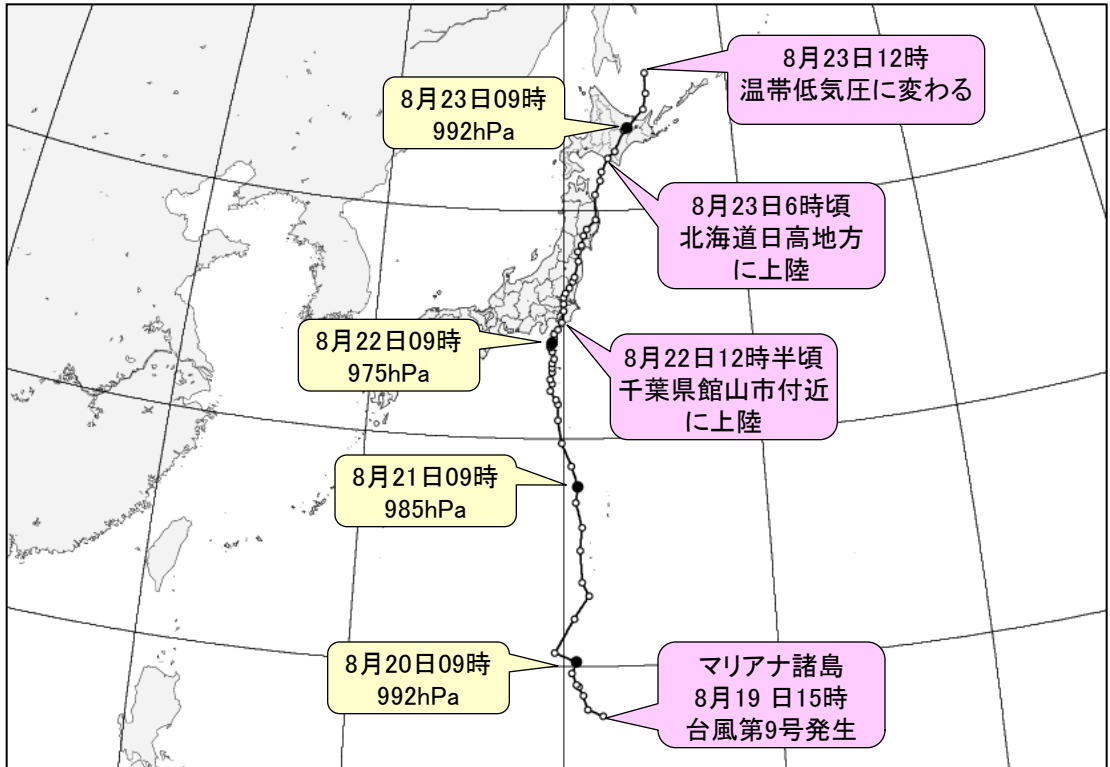 8月23日12時
温帯低気圧に変わる
8月23日09時
992hPa
8月23日6時頃
北海道日高地方
に上陸
8月22日09時
975hPa
8月22日12時半頃
千葉県館山市付近
に上陸
8月21日09時
985hPa
8月20日09時
992hPa
マリアナ諸島
8月19 日15時
台風第9号発生